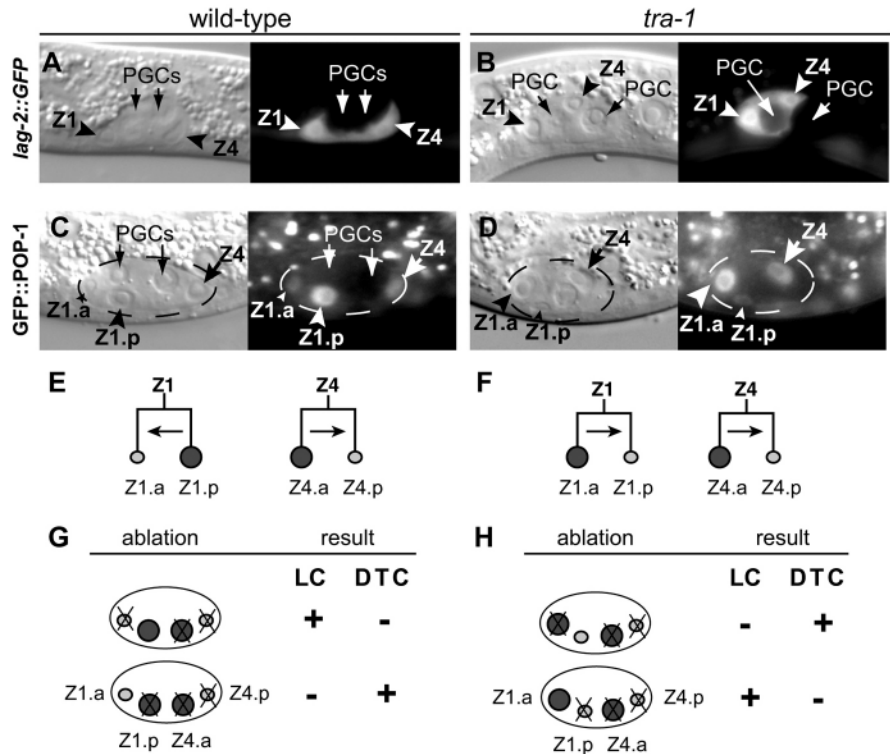 wild-type
tra-1
lag-2::GFP
A
PGCs
Z1
Z4
PGCs
Z1
Z4
B
Z4
PGC
Z1
PGC
Z4
PGC
PGC
Z1
GFP::POP-1
C
PGCs
Z4
Z1.a
Z1.p
PGCs
Z4
Z1.a
Z1.p
D
Z4
Z1.a
Z1.p
Z4
Z1.a
Z1.p
E
Z1
Z4
Z1.a Z1.p
Z4.a Z4.p
F
Z1
Z4
Z1.a Z1.p
Z4.a Z4.p
G
ablation result
LC DTC
+ -
Z1.a Z4.p - +
Z1.p Z4.a
H
ablation result
LC DTC
- +
Z1.a Z4.p + -
Z1.p Z4.a